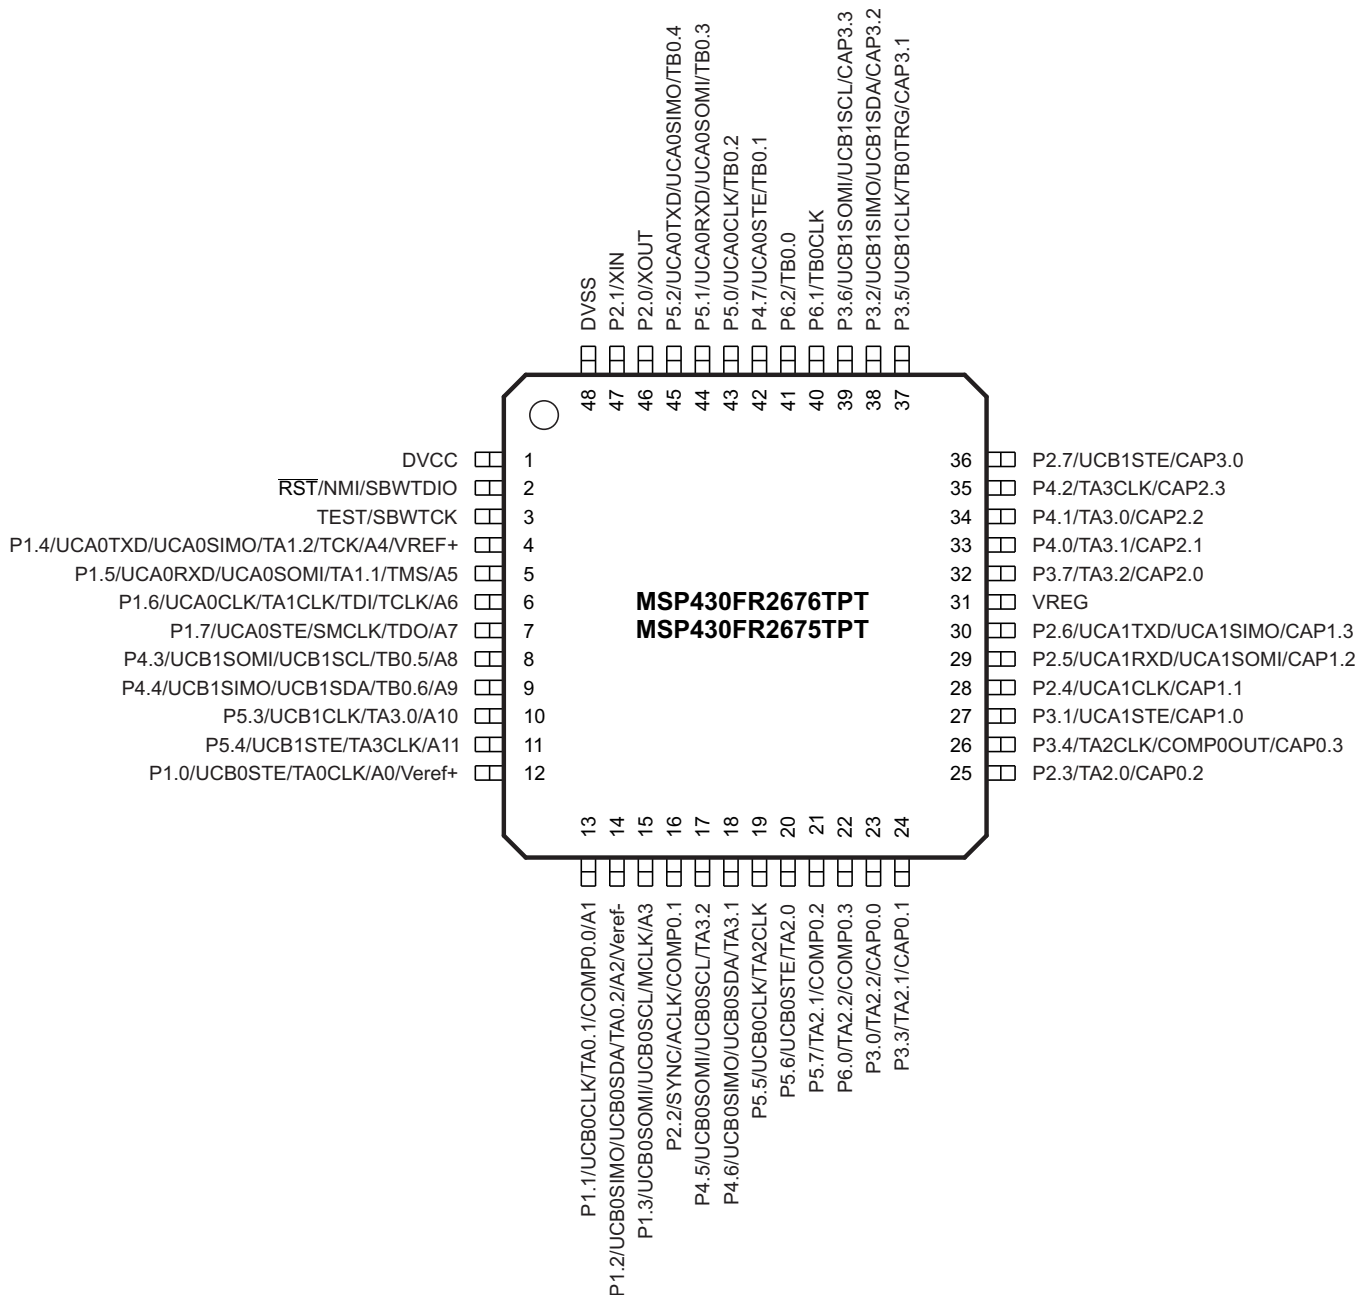 P5.2/UCA0TXD/UCA0SIMO/TB0.4
P5.1/UCA0RXD/UCA0SOMI/TB0.3
P5.0/UCA0CLK/TB0.2
P4.7/UCA0STE/TB0.1
P6.2/TB0.0
P6.1/TB0CLK
P3.6/UCB1SOMI/UCB1SCL/CAP3.3
P3.2/UCB1SIMO/UCB1SDA/CAP3.2
P3.5/UCB1CLK/TB0TRG/CAP3.1
DVSS
P2.1/XIN
P2.0/XOUT
48
47
46
45
44
43
42
41
40
39
38
37
DVCC 1
RST/NMI/SBWTDIO 2
TEST/SBWTCK 3
P1.4/UCA0TXD/UCA0SIMO/TA1.2/TCK/A4/VREF+ 4
P1.5/UCA0RXD/UCA0SOMI/TA1.1/TMS/A5 5
P1.6/UCA0CLK/TA1CLK/TDI/TCLK/A6 6
P1.7/UCA0STE/SMCLK/TDO/A7 7
P4.3/UCB1SOMI/UCB1SCL/TB0.5/A8 8
P4.4/UCB1SIMO/UCB1SDA/TB0.6/A9 9
P5.3/UCB1CLK/TA3.0/A10 10
P5.4/UCB1STE/TA3CLK/A11 11
P1.0/UCB0STE/TA0CLK/A0/Veref+ 12
MSP430FR2676TPT
MSP430FR2675TPT
36 P2.7/UCB1STE/CAP3.0
35 P4.2/TA3CLK/CAP2.3
34 P4.1/TA3.0/CAP2.2
33 P4.0/TA3.1/CAP2.1
32 P3.7/TA3.2/CAP2.0
31 VREG
30 P2.6/UCA1TXD/UCA1SIMO/CAP1.3
29 P2.5/UCA1RXD/UCA1SOMI/CAP1.2
28 P2.4/UCA1CLK/CAP1.1
27 P3.1/UCA1STE/CAP1.0
26 P3.4/TA2CLK/COMP0OUT/CAP0.3
25 P2.3/TA2.0/CAP0.2
13
14
15
16
17
18
19
20
21
22
23
24
P1.1/UCB0CLK/TA0.1/COMP0.0/A1
P1.2/UCB0SIMO/UCB0SDA/TA0.2/A2/Veref-
P1.3/UCB0SOMI/UCB0SCL/MCLK/A3
P2.2/SYNC/ACLK/COMP0.1
P4.5/UCB0SOMI/UCB0SCL/TA3.2
P4.6/UCB0SIMO/UCB0SDA/TA3.1
P5.5/UCB0CLK/TA2CLK
P5.6/UCB0STE/TA2.0
P5.7/TA2.1/COMP0.2
P6.0/TA2.2/COMP0.3
P3.0/TA2.2/CAP0.0
P3.3/TA2.1/CAP0.1